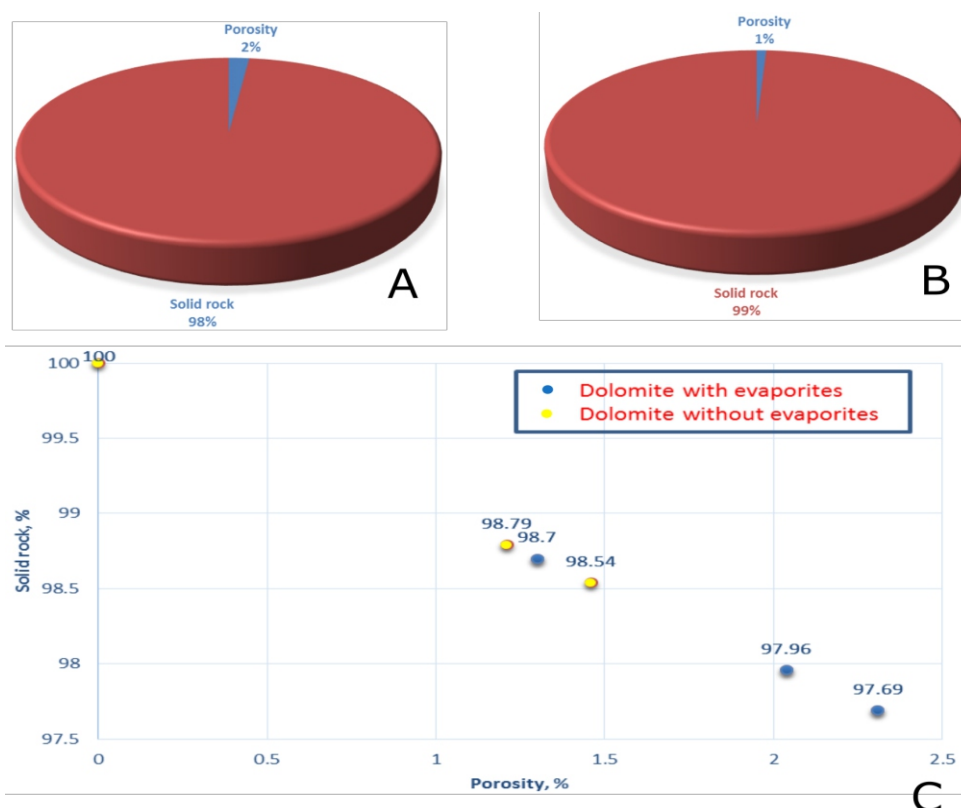 Porosity
2%
Solid rock
98%
A
Porosity
1%
Solid rock
99%
B
100
99.5
99
98.5
98
97.5
Solid rock, %
100
98.79
98.7
98.54
97.96
97.69
Dolomite with evaporites
Dolomite without evaporites
0
0.5
1
1.5
2
2.5
Porosity, %
C